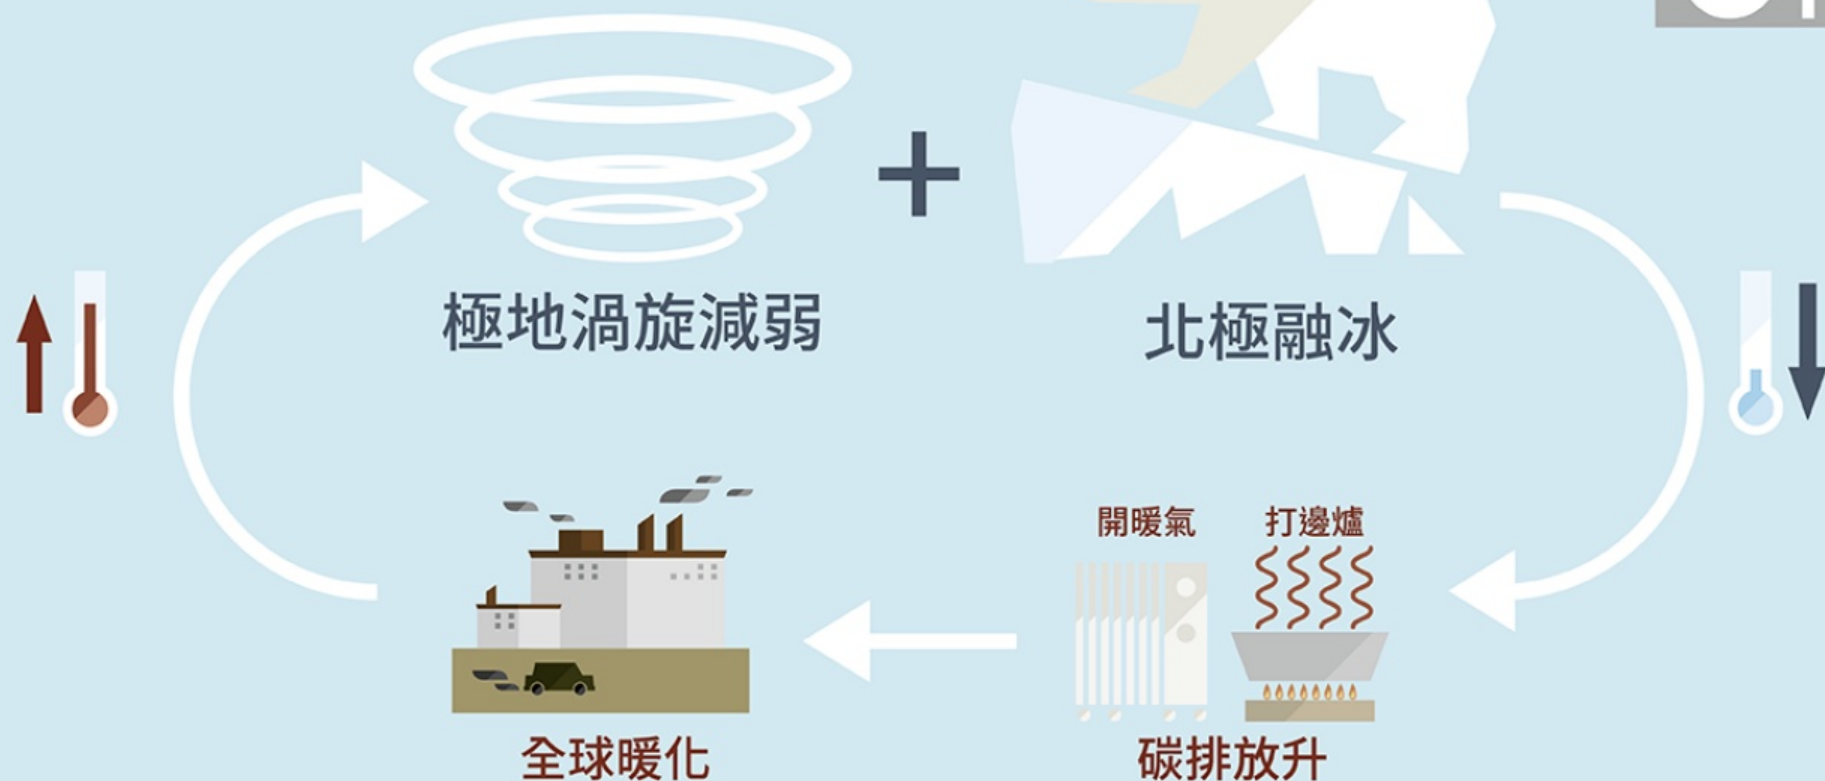 極地渦旋減弱
北極融冰
開暖氣
打邊爐
全球暖化
碳排放升